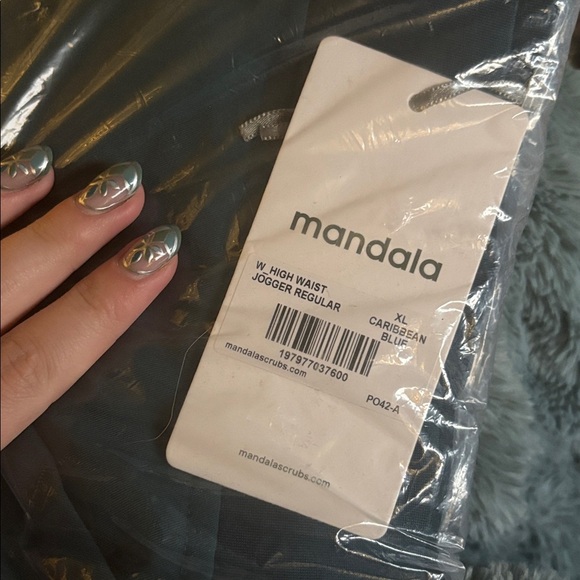 mandala
W_HIGH WAIST
JOGGER REGULAR
XL
CARIBBEAN
BLUE
197977037600
mandalascrubs.com
PO42-A
mandalascrubs.com